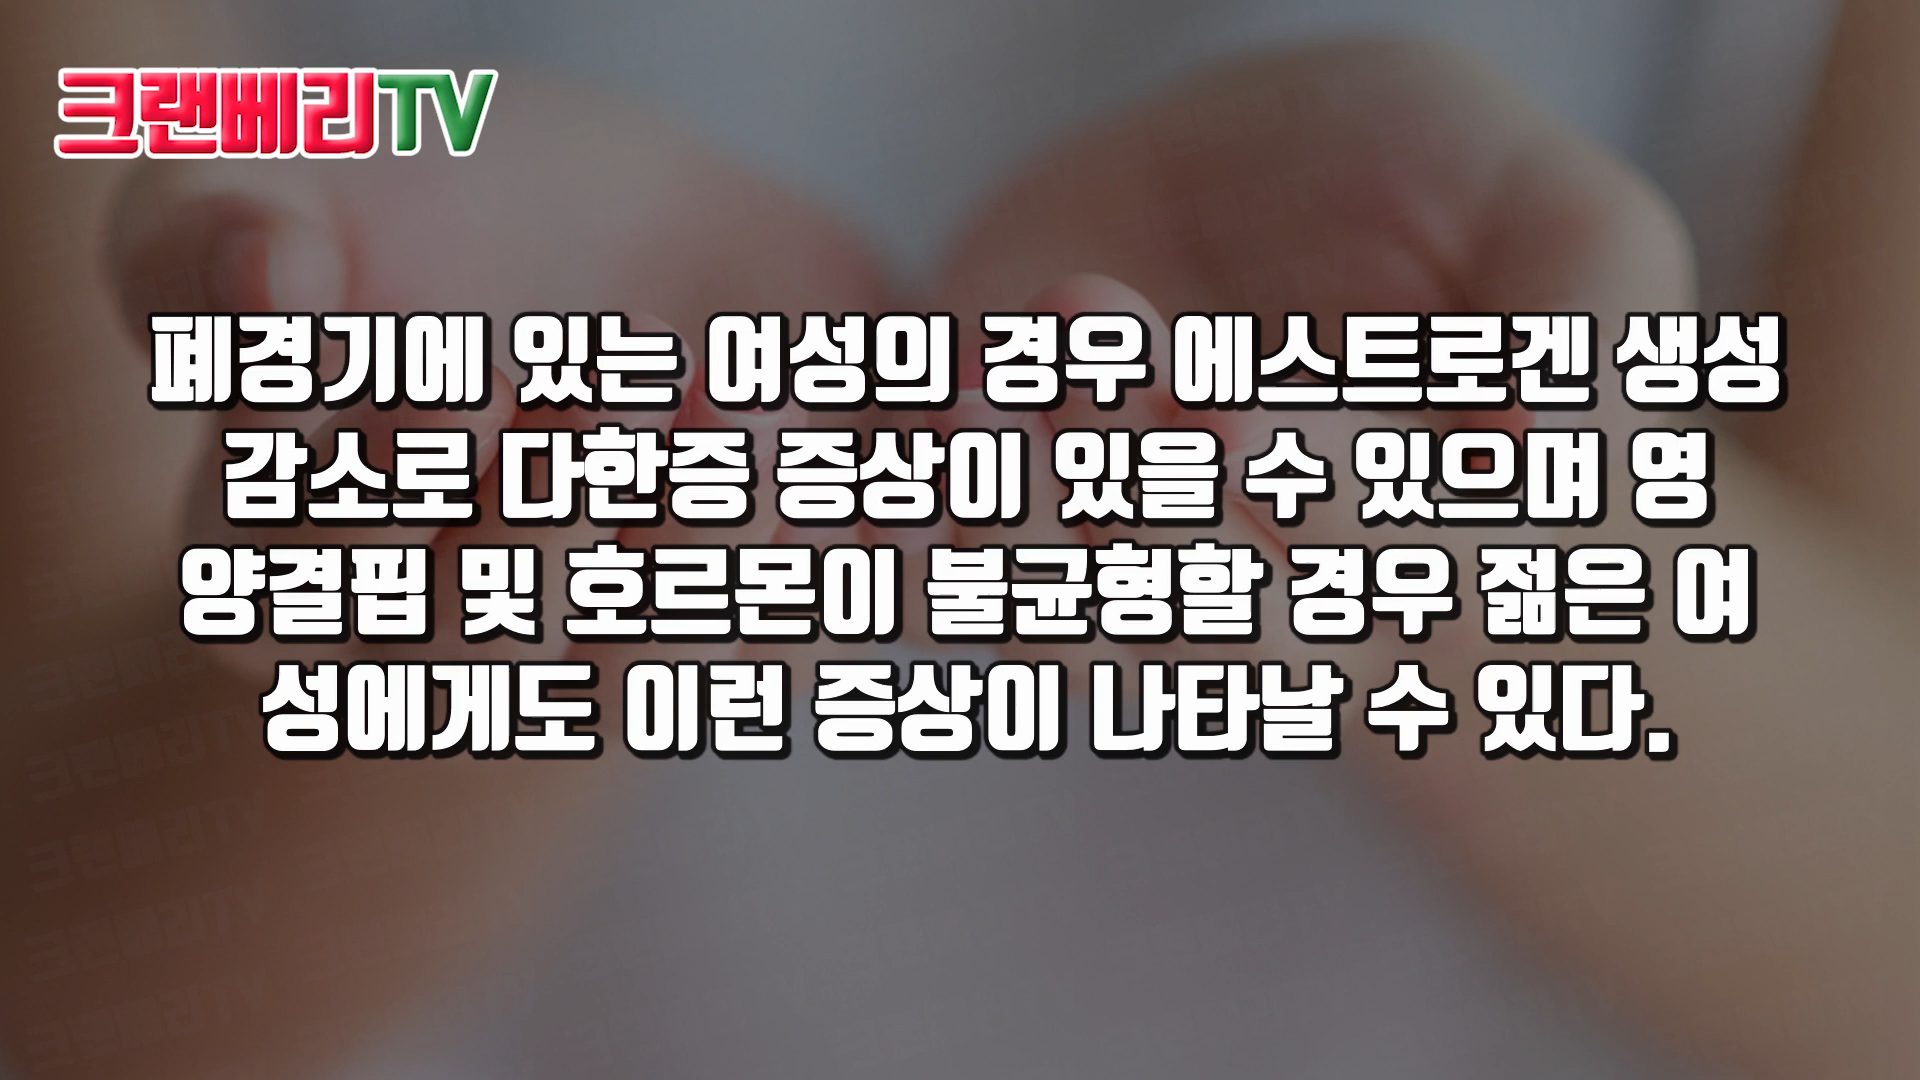 크랜베리TV
폐경기에 있는 여성의 경우 에스트로겐 생성
감소로 다한증 증상이 있을 수 있으며 영
양결핍 및 호르몬이 불균형할 경우 젊은 여
성에게도 이런 증상이 나타날 수 있다.